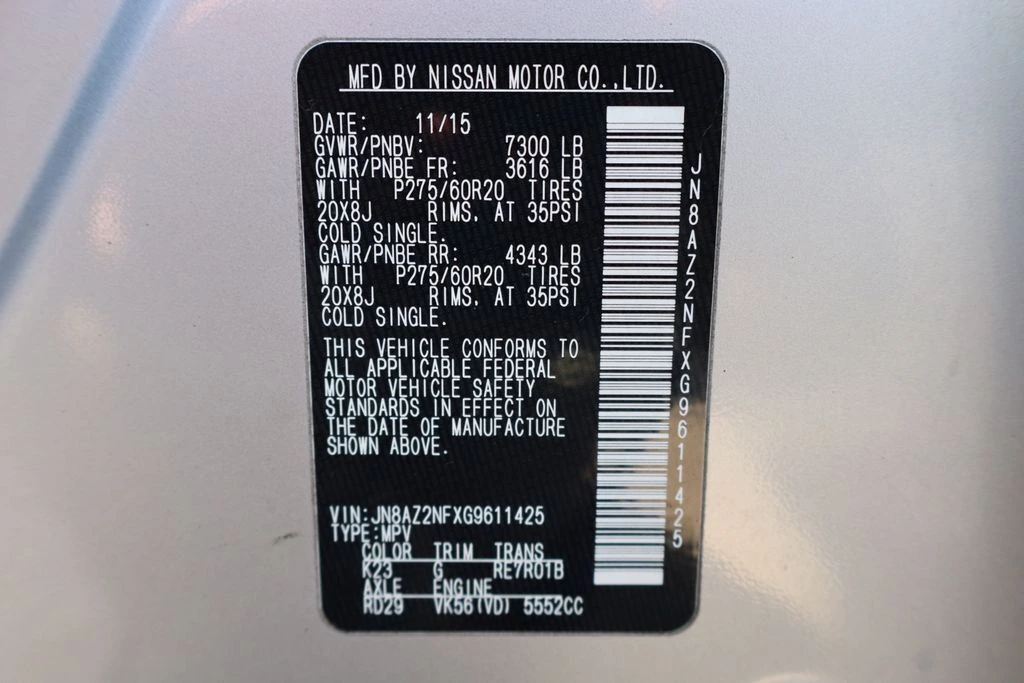 MFD BY NISSAN MOTOR CO.,LTD.
DATE: 11/15
GVWR/PNBV: 7300 LB
GAWR/PNBE FR: 3616 LB
WITH P275/60R20 TIRES
20X8J RIMS, AT 35PSI
COLD SINGLE.
GAWR/PNBE RR: 4343 LB
WITH P275/60R20 TIRES
20X8J RIMS, AT 35PSI
COLD SINGLE.
THIS VEHICLE CONFORMS TO
ALL APPLICABLE FEDERAL
MOTOR VEHICLE SAFETY
STANDARDS IN EFFECT ON
THE DATE OF MANUFACTURE
SHOWN ABOVE.
VIN:JN8AZ2NFXG9611425
TYPE:MPV
COLOR TRIM TRANS
K23 G RE7R01B
AXLE ENGINE
RD29 VK56(VD) 5552CC
JN8AZ2NFXG9611425